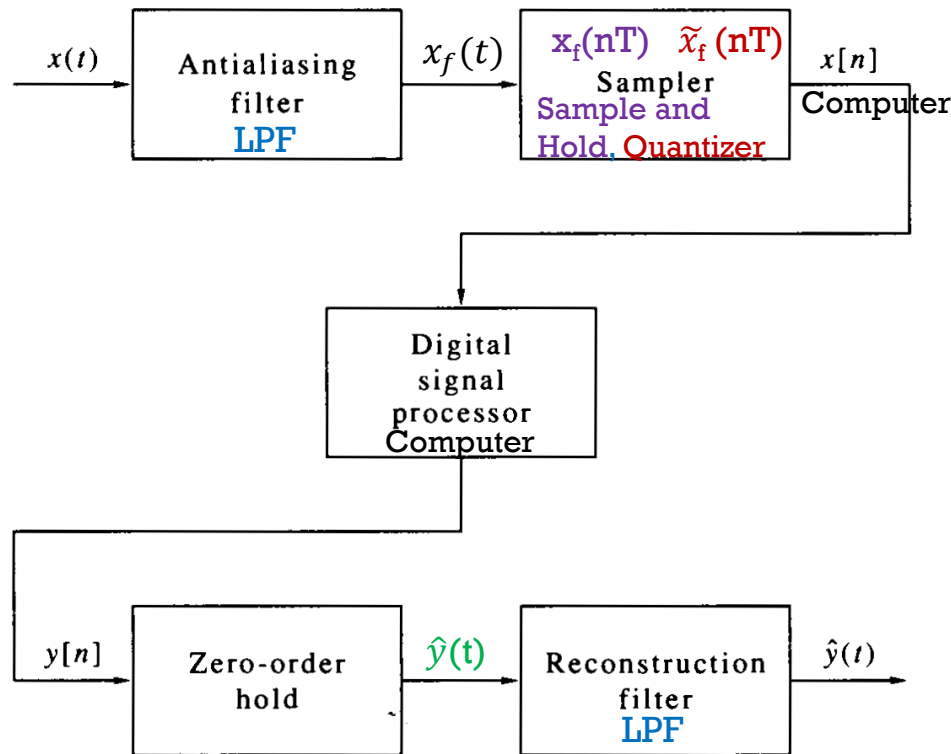 x(t)
Antialiasing
filter
LPF
x_f(t)
x_f(nT) x̃_f (nT)
Sampler
Sample and
Hold, Quantizer
x[n]
Computer
Digital
signal
processor
Computer
y[n]
Zero-order
hold
ŷ(t)
Reconstruction
filter
LPF
ŷ(t)